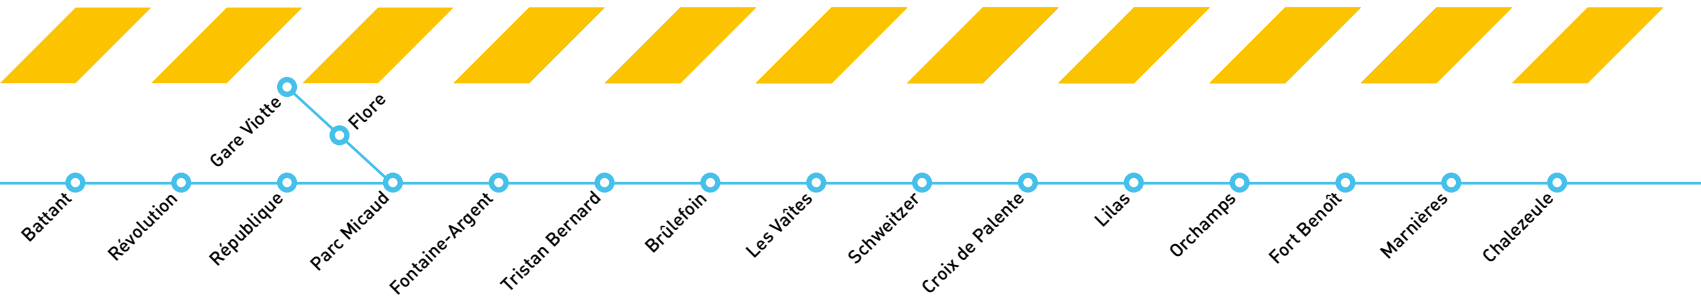 Gare Viotte
Flore
Battant
Révolution
République
Parc Micaud
Fontaine-Argent
Tristan Bernard
Brûlefoin
Les Vaîtes
Schweitzer
Croix de Palente
Lilas
Orchamps
Fort Benoît
Marnières
Chalezeule